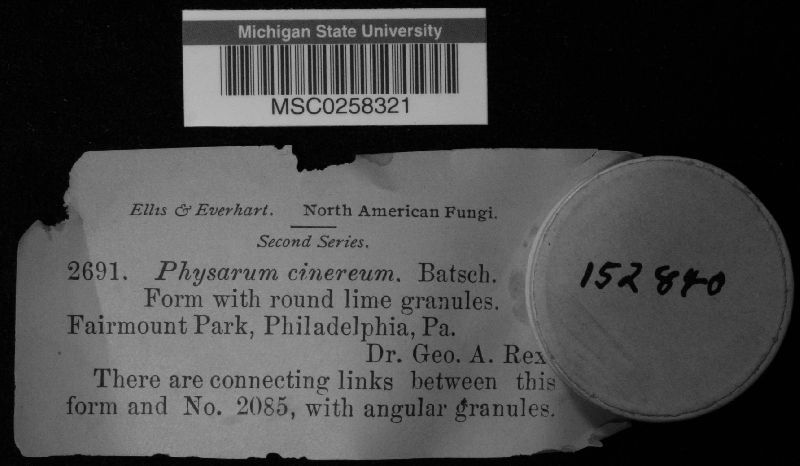 Michigan State University
MSC0258321
Ellis & Everhart. North American Fungi.
Second Series.
2691. Physarum cinereum. Batsch.
Form with round lime granules.
Fairmount Park, Philadelphia, Pa.
Dr. Geo. A. Rex
There are connecting links between this
form and No. 2085, with angular granules.
152840